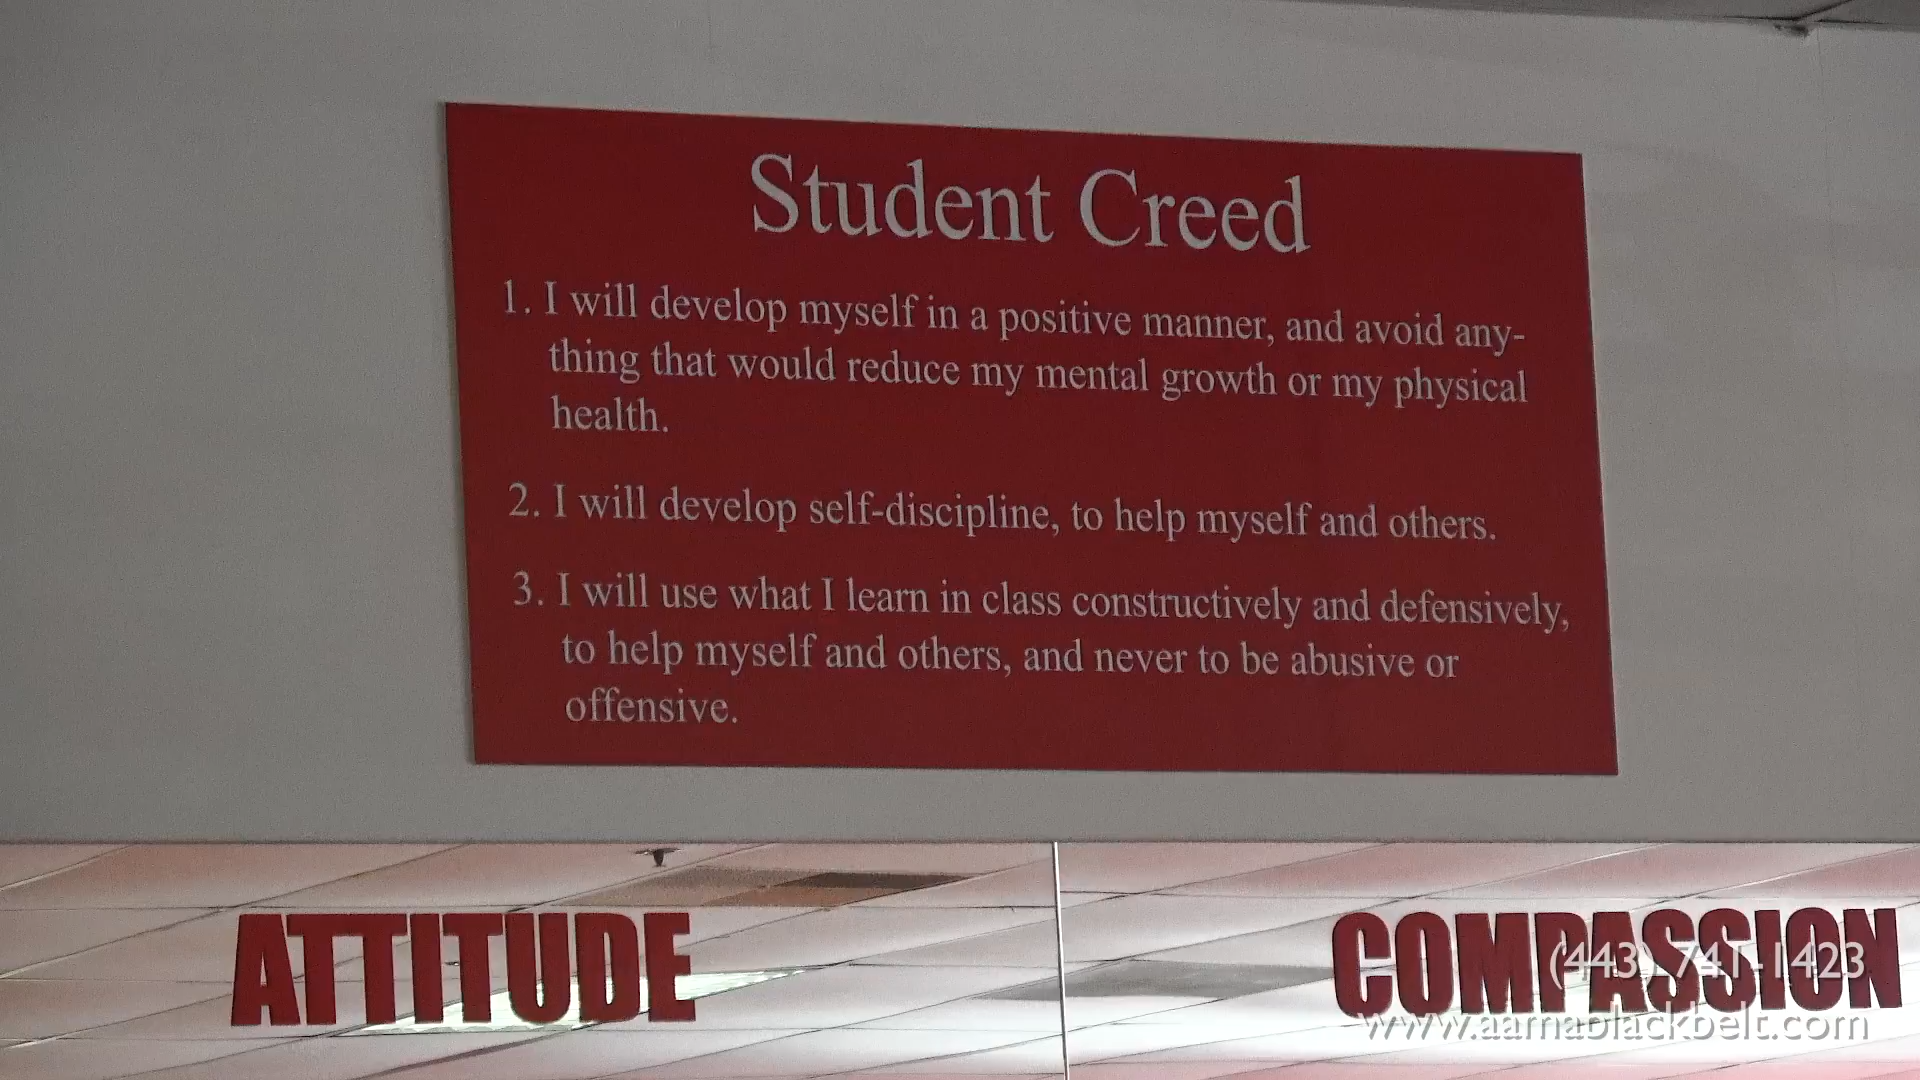 Student Creed
1. I will develop myself in a positive manner, and avoid any-
thing that would reduce my mental growth or my physical
health.
2. I will develop self-discipline, to help myself and others.
3. I will use what I learn in class constructively and defensively,
to help myself and others, and never to be abusive or
offensive.
ATTITUDE
COMPASSION
(443) 741-1423
www.aamablackbelt.com